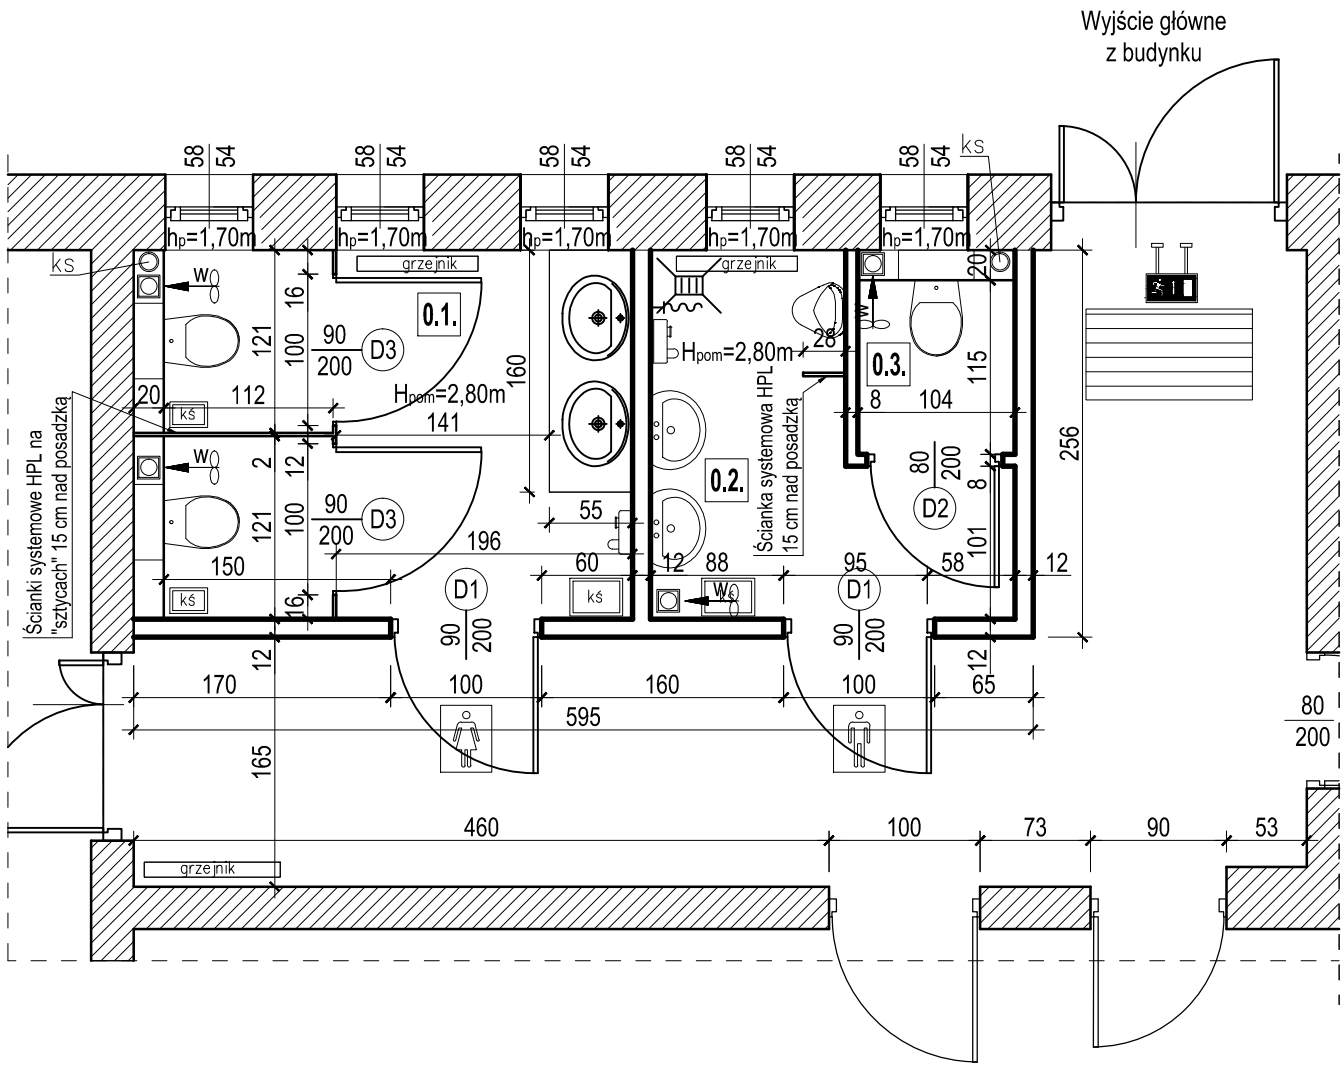 Wyjście główne
z budynku
58 54
58 54
58 54
58 54
58 54
ks
hp=1,70m
hp=1,70m
hp=1,70m
hp=1,70m
hp=1,70m
ks
grzejnik
grzejnik
20
W
16
0.1.
121
100
90
200
D3
160
Hpom=2,80m
Hpom=2,80m
28
W
0.3.
115
20
112
kś
141
8
104
Ścianki systemowe HPL na
"sztycach" 15 cm nad posadzką
Ścianka systemowa HPL
15 cm nad posadzką
256
W
2
12
0.2.
80
200
8
121
100
90
200
D3
55
D2
101
196
150
60
12
88
95
58
12
kś
16
D1
kś
W
kś
D1
90
200
90
200
12
12
170
100
160
100
65
595
80
200
165
460
100
73
90
53
grzejnik